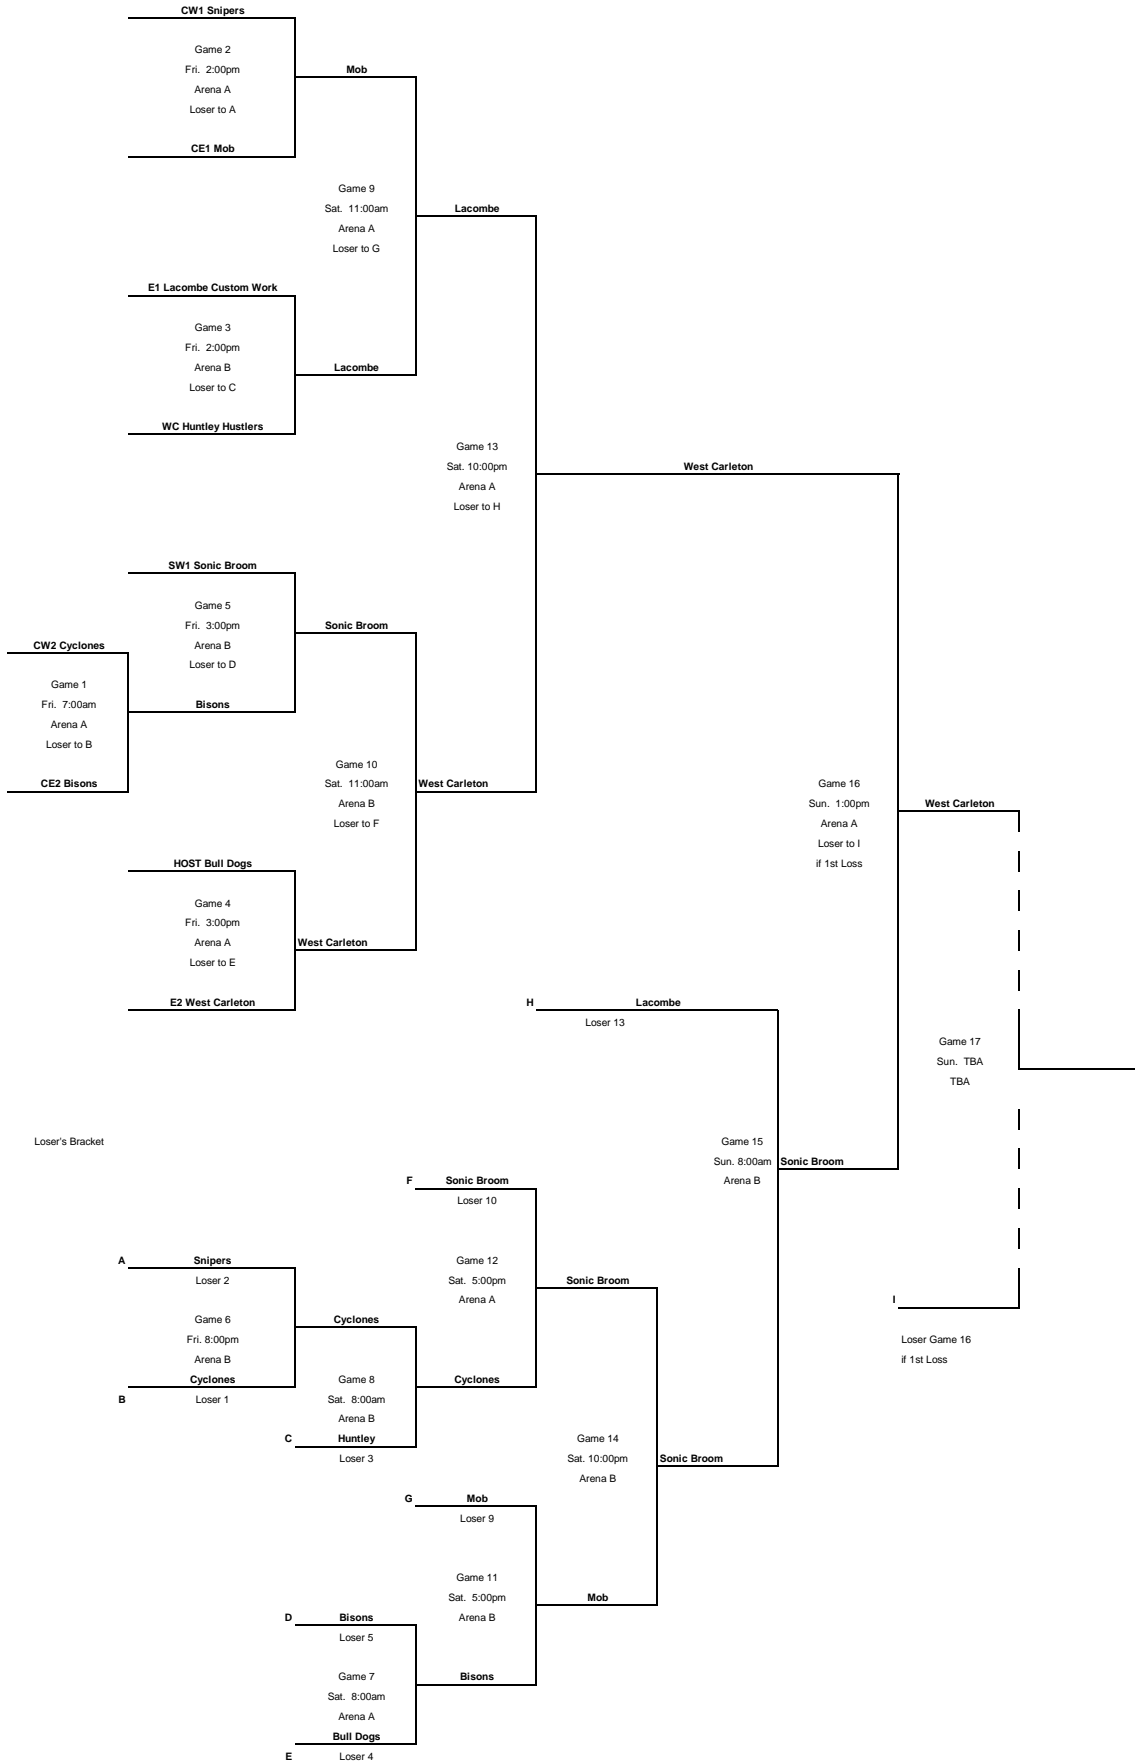 CW1 Snipers
Game 2
Fri. 2:00pm
Arena A
Loser to A
Mob
CE1 Mob
Game 9
Sat. 11:00am
Arena A
Loser to G
Lacombe
E1 Lacombe Custom Work
Game 3
Fri. 2:00pm
Arena B
Loser to C
Lacombe
WC Huntley Hustlers
Game 13
Sat. 10:00pm
Arena A
Loser to H
West Carleton
SW1 Sonic Broom
Game 5
Fri. 3:00pm
Arena B
Loser to D
Sonic Broom
CW2 Cyclones
Game 1
Fri. 7:00am
Arena A
Loser to B
Bisons
CE2 Bisons
Game 10
Sat. 11:00am
Arena B
Loser to F
West Carleton
Game 16
Sun. 1:00pm
Arena A
Loser to I
if 1st Loss
West Carleton
HOST Bull Dogs
Game 4
Fri. 3:00pm
Arena A
Loser to E
West Carleton
E2 West Carleton
H Lacombe
Loser 13
Game 17
Sun. TBA
TBA
Loser's Bracket
Game 15
Sun. 8:00am
Arena B
Sonic Broom
F Sonic Broom
Loser 10
A Snipers
Loser 2
Game 12
Sat. 5:00pm
Arena A
Sonic Broom
I
Loser Game 16
if 1st Loss
Game 6
Fri. 8:00pm
Arena B
Cyclones
Cyclones
B Loser 1
Game 8
Sat. 8:00am
Arena B
Cyclones
C Huntley
Loser 3
Game 14
Sat. 10:00pm
Arena B
Sonic Broom
G Mob
Loser 9
Game 11
Sat. 5:00pm
Arena B
Mob
D Bisons
Loser 5
Game 7
Sat. 8:00am
Arena A
Bisons
Bull Dogs
E Loser 4